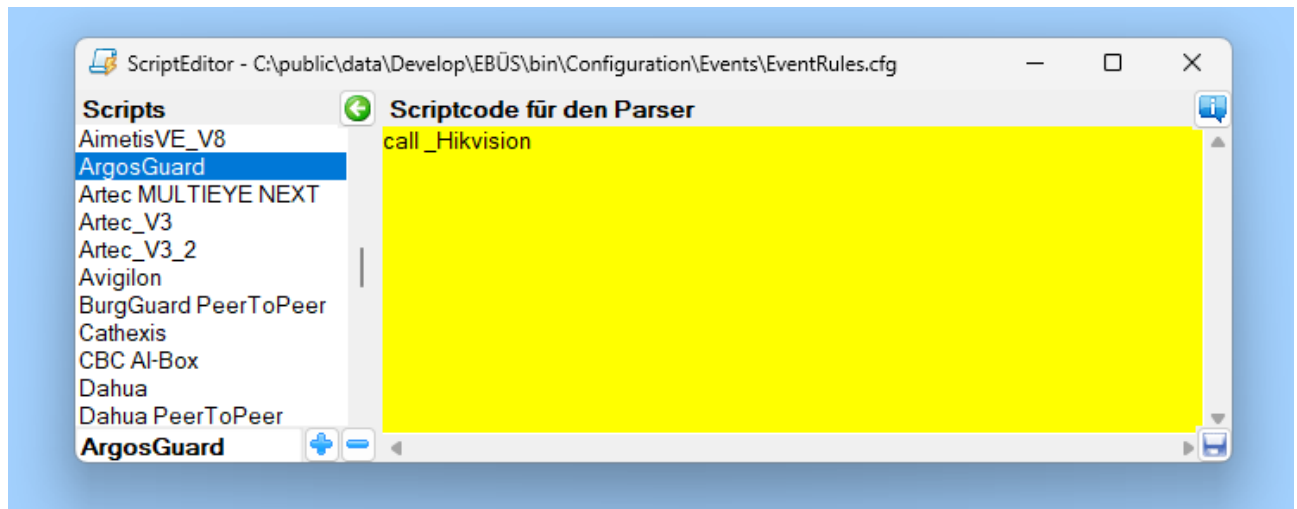 ScriptEditor - C:\public\data\Develop\EBÜS\bin\Configuration\Events\EventRules.cfg
Scripts
Scriptcode für den Parser
AimetisVE_V8
ArgosGuard
Artec MULTIEYE NEXT
Artec_V3
Artec_V3_2
Avigilon
BurgGuard PeerToPeer
Cathexis
CBC AI-Box
Dahua
Dahua PeerToPeer
ArgosGuard
call _Hikvision